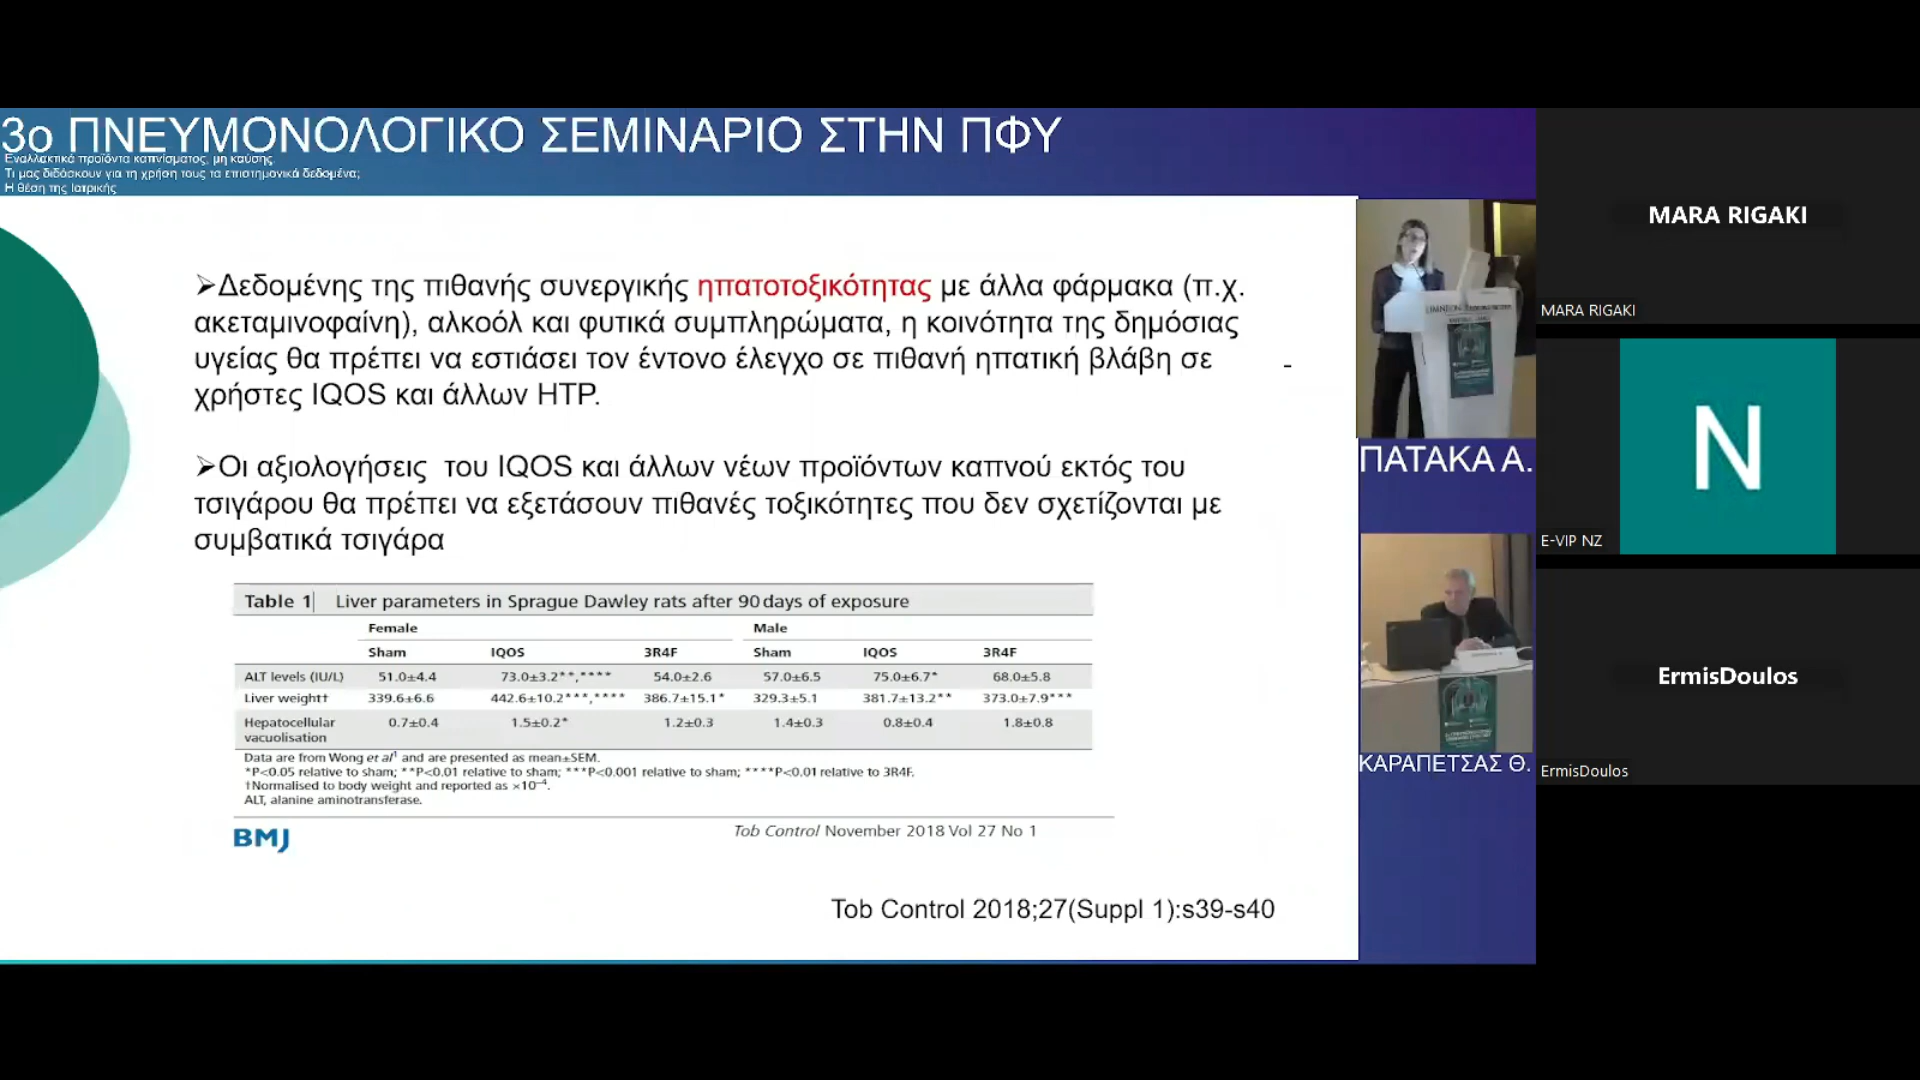 3ο ΠΝΕΥΜΟΝΟΛΟΓΙΚΟ ΣΕΜΙΝΑΡΙΟ ΣΤΗΝ ΠΦΥ
Εναλλακτικά προϊόντα καπνίσματος, μη καύσης.
Τι μας διδάσκουν για τη χρήση τους τα επιστημονικά δεδομένα;
Η θέση της Ιατρικής
➢Δεδομένης της πιθανής συνεργικής ηπατοτοξικότητας με άλλα φάρμακα (π.χ.
ακεταμινοφαίνη), αλκοόλ και φυτικά συμπληρώματα, η κοινότητα της δημόσιας
υγείας θα πρέπει να εστιάσει τον έντονο έλεγχο σε πιθανή ηπατική βλάβη σε
χρήστες IQOS και άλλων HTP.
-
➢Οι αξιολογήσεις του IQOS και άλλων νέων προϊόντων καπνού εκτός του
τσιγάρου θα πρέπει να εξετάσουν πιθανές τοξικότητες που δεν σχετίζονται με
συμβατικά τσιγάρα
Table 1 Liver parameters in Sprague Dawley rats after 90 days of exposure
Female Male
Sham IQOS 3R4F Sham IQOS 3R4F
ALT levels (IU/L) 51.0±4.4 73.0±3.2**,**** 54.0±2.6 57.0±6.5 75.0±6.7* 68.0±5.8
Liver weight†† 339.6±6.6 442.6±10.2***,**** 386.7±15.1* 329.3±5.1 381.7±13.2** 373.0±7.9***
Hepatocellular 0.7±0.4 1.5±0.2* 1.2±0.3 1.4±0.3 0.8±0.4 1.8±0.8
vacuolisation
Data are from Wong et al¹ and are presented as mean±SEM.
*P<0.05 relative to sham; **P<0.01 relative to sham; ***P<0.001 relative to sham; ****P<0.01 relative to 3R4F.
†Normalised to body weight and reported as ×10⁻⁴.
ALT, alanine aminotransferase.
BMJ
Tob Control November 2018 Vol 27 No 1
Tob Control 2018;27(Suppl 1):s39-s40
ΠΑΤΑΚΑ Α.
ΚΑΡΑΠΕΤΣΑΣ Θ.
MARA RIGAKI
MARA RIGAKI
N
E-VIP NZ
ErmisDoulos
ErmisDoulos